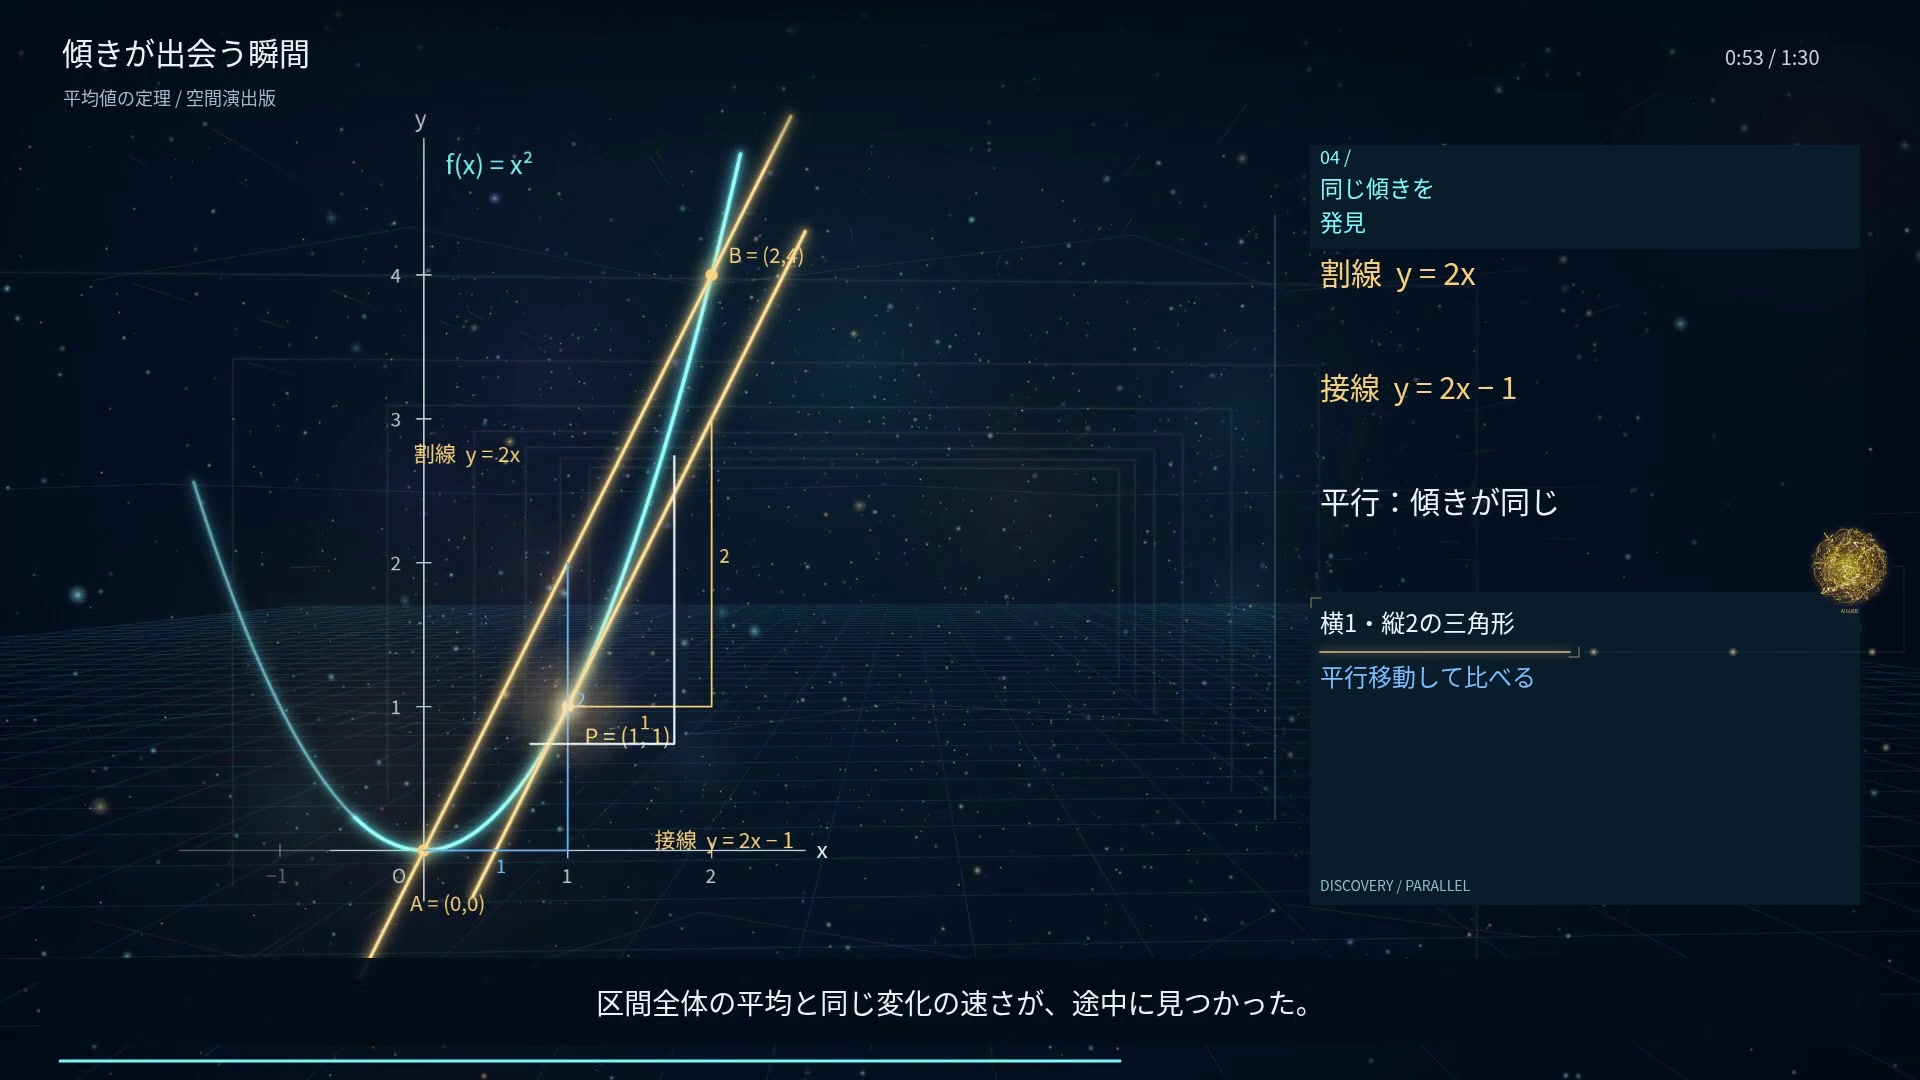 傾きが出会う瞬間
平均値の定理 / 空間演出版
0:53 / 1:30
y
f(x) = x²
B = (2,4)
4
3
割線 y = 2x
2
2
1
2
1
P = (1, 1)
接線 y = 2x − 1
x
−1
O
1
1
2
A = (0,0)
04 /
同じ傾きを
発見
割線 y = 2x
接線 y = 2x − 1
平行：傾きが同じ
横1・縦2の三角形
平行移動して比べる
DISCOVERY / PARALLEL
区間全体の平均と同じ変化の速さが、途中に見つかった。